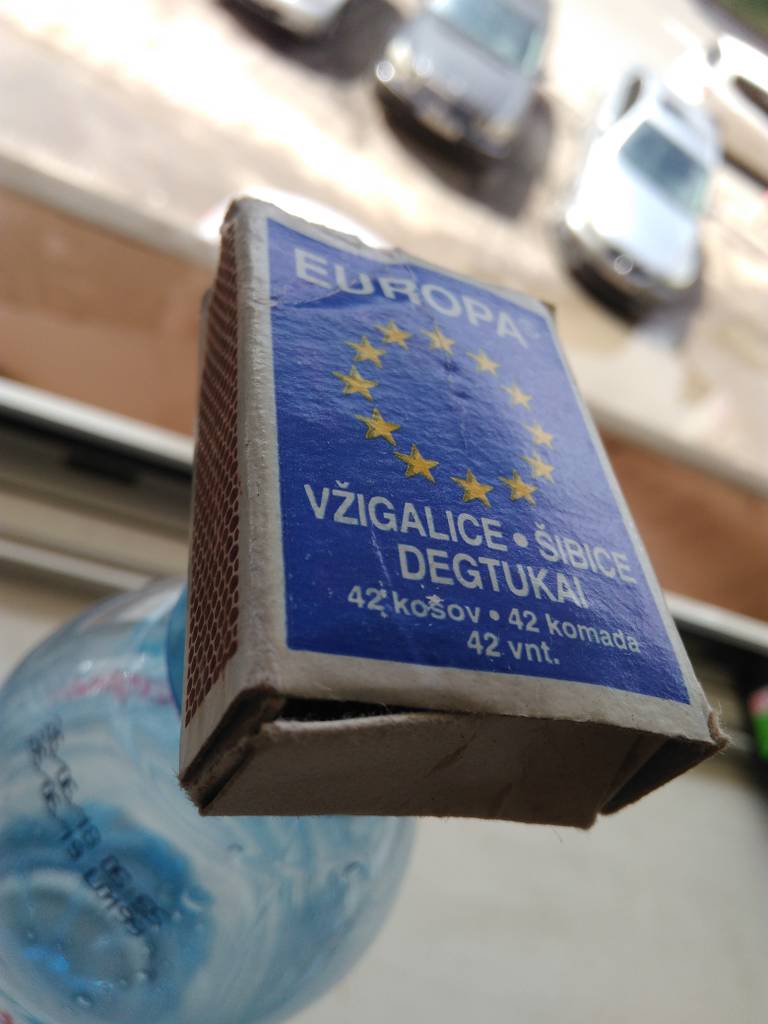 EUROPA
VŽIGALICE • ŠIBICE
DEGTUKAI
42 kosov • 42 komada
42 vnt.